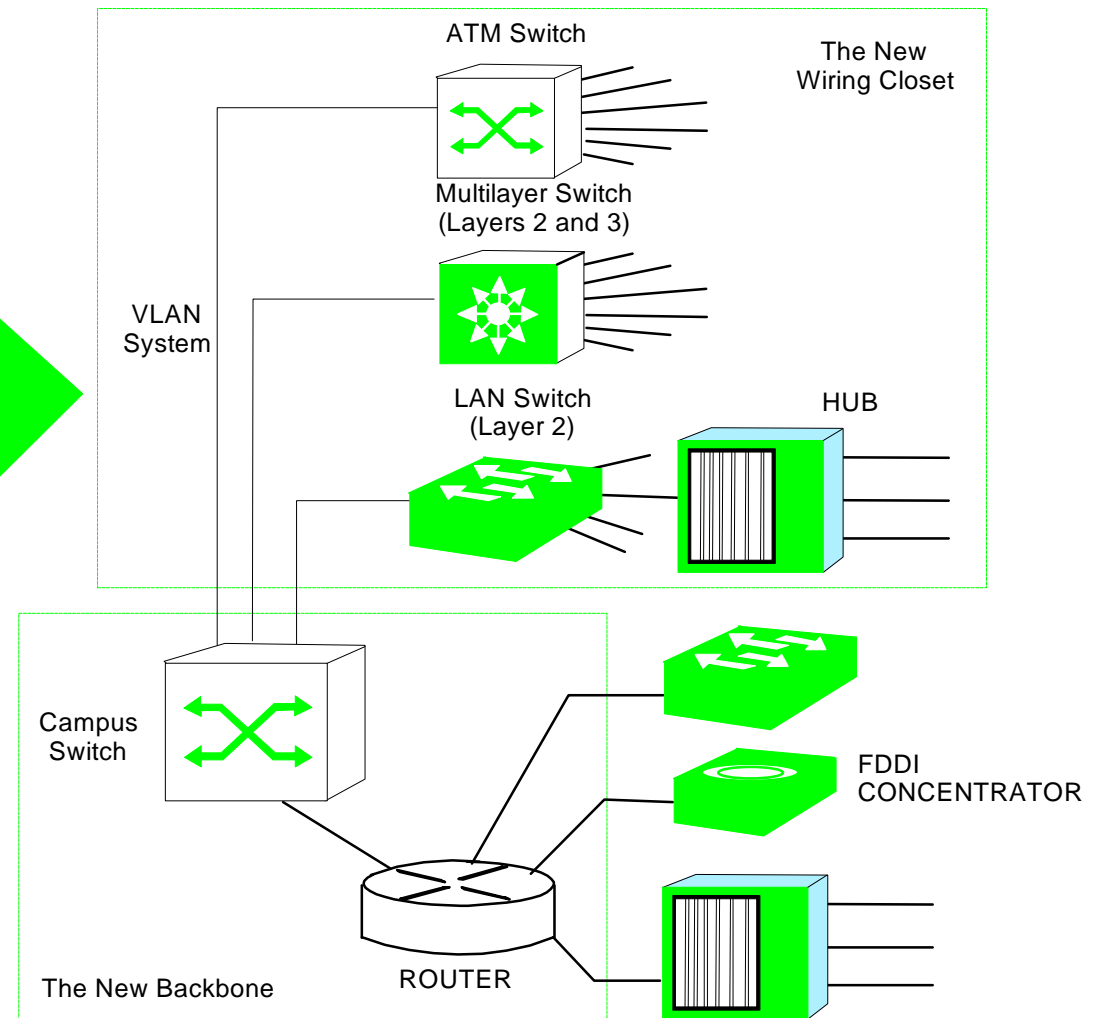 ATM Switch
The New
Wiring Closet
Multilayer Switch
(Layers 2 and 3)
VLAN
System
LAN Switch
(Layer 2)
HUB
Campus
Switch
FDDI
CONCENTRATOR
ROUTER
The New Backbone